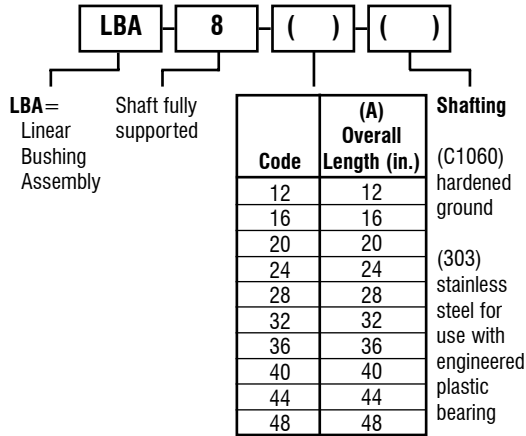 LBA 8 ( ) ( )
LBA=
Linear
Bushing
Assembly
Shaft fully
supported
Code (A) Overall Length (in.)
12 12
16 16
20 20
24 24
28 28
32 32
36 36
40 40
44 44
48 48
Shafting
(C1060)
hardened
ground
(303)
stainless
steel for
use with
engineered
plastic
bearing